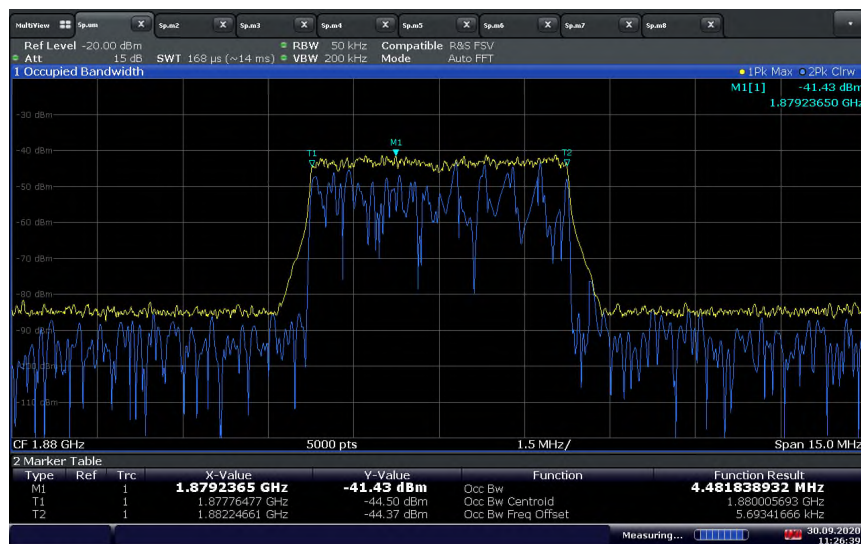 MultiView Sp.um X Sp.m2 X Sp.m3 X Sp.m4 X Sp.m5 X Sp.m6 X Sp.m7 X Sp.m8 X
Ref Level -20.00 dBm RBW 50 kHz Compatible R&S FSV
Att 15 dB SWT 168 µs (~14 ms) VBW 200 kHz Mode Auto FFT
1 Occupied Bandwidth 1Pk Max 2Pk Clrw
M1[1] -41.43 dBm
1.87923650 GHz
-30 dBm
-40 dBm
M1
T1 T2
-50 dBm
-60 dBm
-70 dBm
-80 dBm
-90 dBm
-100 dBm
-110 dBm
CF 1.88 GHz 5000 pts 1.5 MHz/ Span 15.0 MHz
2 Marker Table
Type Ref Trc X-Value Y-Value Function Function Result
M1 1 1.8792365 GHz -41.43 dBm Occ Bw 4.481838932 MHz
T1 1 1.87776477 GHz -44.50 dBm Occ Bw Centroid 1.880005693 GHz
T2 1 1.88224661 GHz -44.37 dBm Occ Bw Freq Offset 5.69341666 kHz
Measuring... 30.09.2020
11:26:39